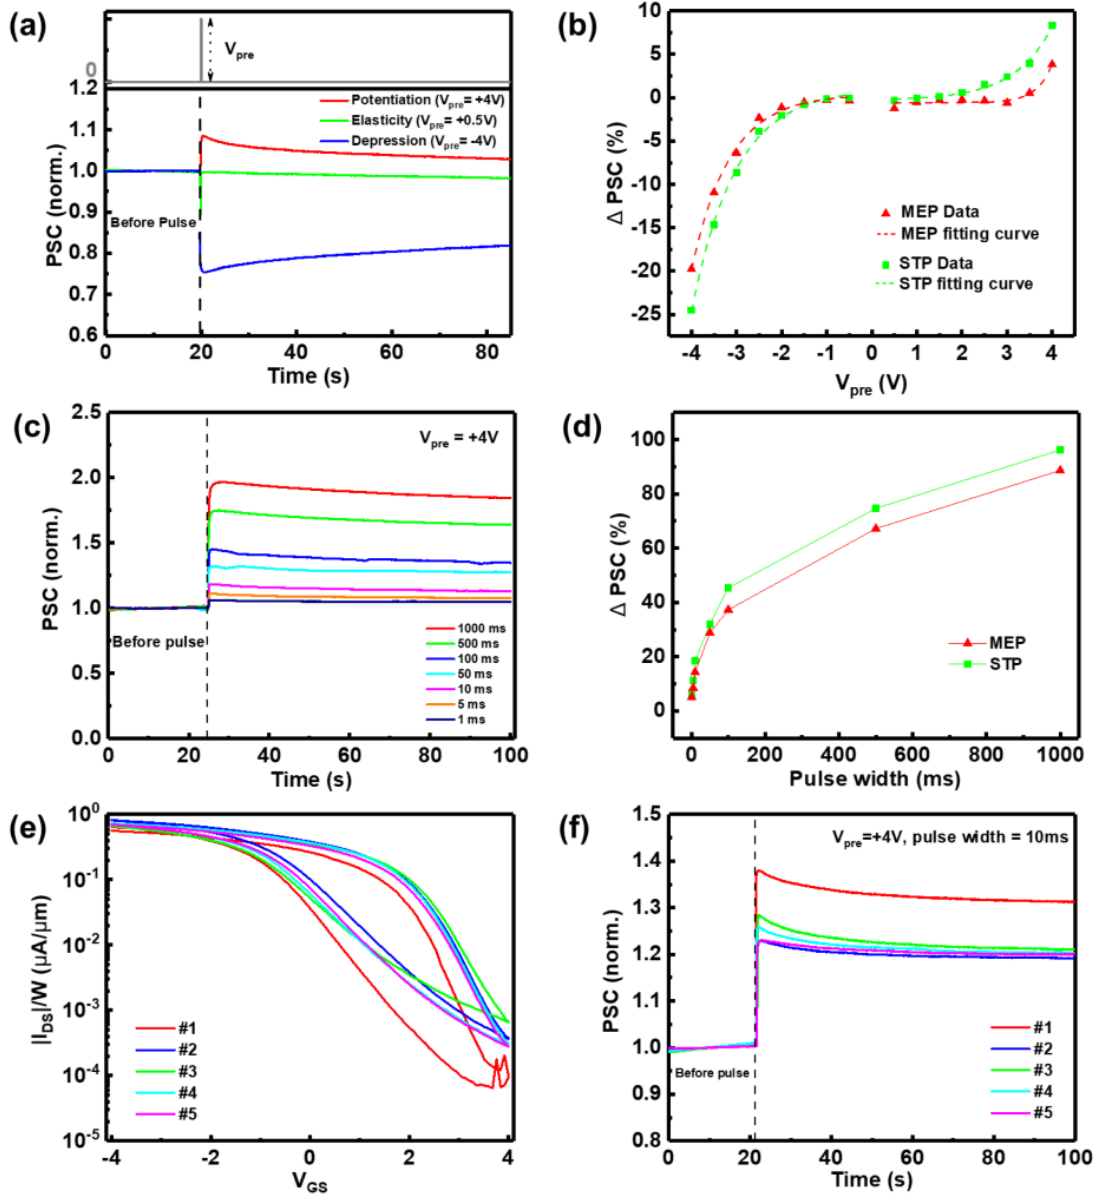 (a)
V_pre
0
1.2
1.1
1.0
0.9
0.8
0.7
0.6
PSC (norm.)
Potentiation (V_pre= +4V)
Elasticity (V_pre= +0.5V)
Depression (V_pre= -4V)
Before Pulse
0 20 40 60 80
Time (s)
(b)
10
5
0
-5
-10
-15
-20
-25
Δ PSC (%)
MEP Data
MEP fitting curve
STP Data
STP fitting curve
-4 -3 -2 -1 0 1 2 3 4
V_pre (V)
(c)
2.5
2.0
1.5
1.0
0.5
0.0
PSC (norm.)
V_pre = +4V
Before pulse
1000 ms
500 ms
100 ms
50 ms
10 ms
5 ms
1 ms
0 20 40 60 80 100
Time (s)
(d)
100
80
60
40
20
0
Δ PSC (%)
MEP
STP
0 200 400 600 800 1000
Pulse width (ms)
(e)
10^0
10^-1
10^-2
10^-3
10^-4
10^-5
|I_DS|/W (μA/μm)
#1
#2
#3
#4
#5
-4 -2 0 2 4
V_GS
(f)
1.5
1.4
1.3
1.2
1.1
1.0
0.9
0.8
PSC (norm.)
V_pre=+4V, pulse width = 10ms
Before pulse
#1
#2
#3
#4
#5
0 20 40 60 80 100
Time (s)